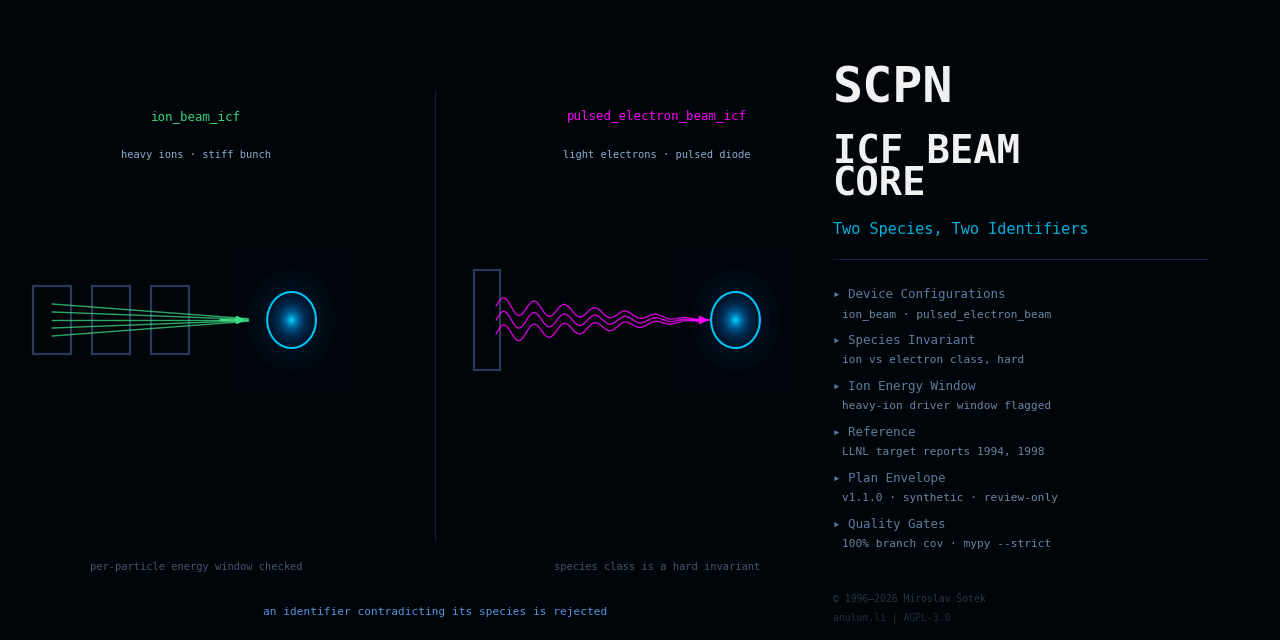 ion_beam_icf
heavy ions · stiff bunch
per-particle energy window checked
pulsed_electron_beam_icf
light electrons · pulsed diode
species class is a hard invariant
an identifier contradicting its species is rejected
SCPN
ICF BEAM
CORE
Two Species, Two Identifiers
▸ Device Configurations
ion_beam · pulsed_electron_beam
▸ Species Invariant
ion vs electron class, hard
▸ Ion Energy Window
heavy-ion driver window flagged
▸ Reference
LLNL target reports 1994, 1998
▸ Plan Envelope
v1.1.0 · synthetic · review-only
▸ Quality Gates
100% branch cov · mypy --strict
© 1996–2026 Miroslav Šotek
anulum.li | AGPL-3.0